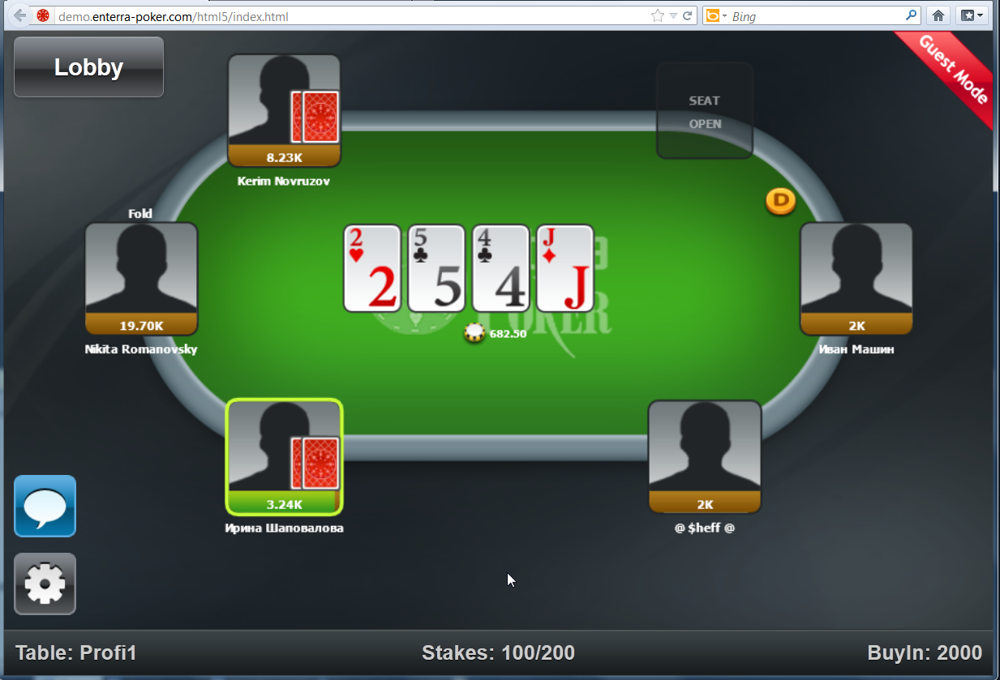 demo.enterra-poker.com/html5/index.html
Bing
Lobby
Guest Mode
SEAT
OPEN
8.23K
Kerim Novruzov
D
Fold
19.70K
Nikita Romanovsky
2
2
5
5
4
4
J
J
POKER
682.50
2K
Иван Машин
3.24K
Ирина Шаповалова
2K
@ $heff @
Table: Profi1
Stakes: 100/200
BuyIn: 2000